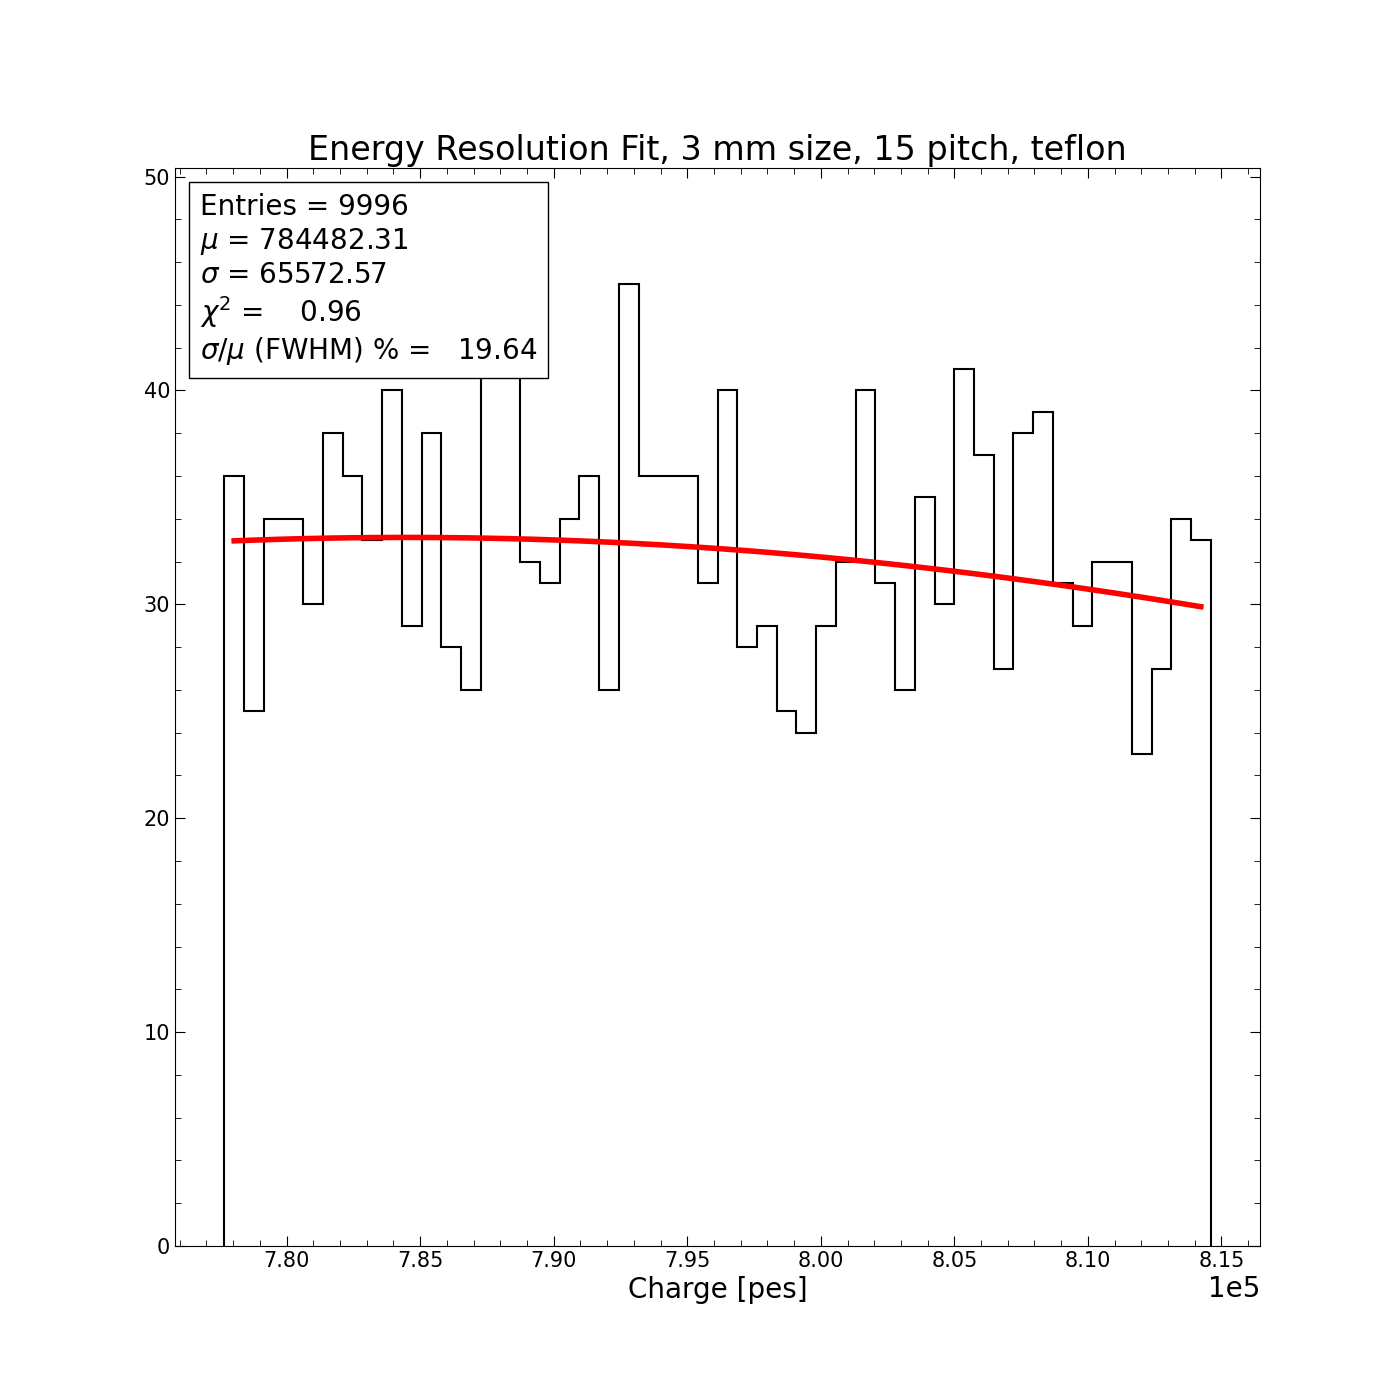 Energy Resolution Fit, 3 mm size, 15 pitch, teflon
Entries = 9996
μ = 784482.31
σ = 65572.57
χ² = 0.96
σ/μ (FWHM) % = 19.64
50
40
30
20
10
0
7.80 7.85 7.90 7.95 8.00 8.05 8.10 8.15
Charge [pes]
1e5